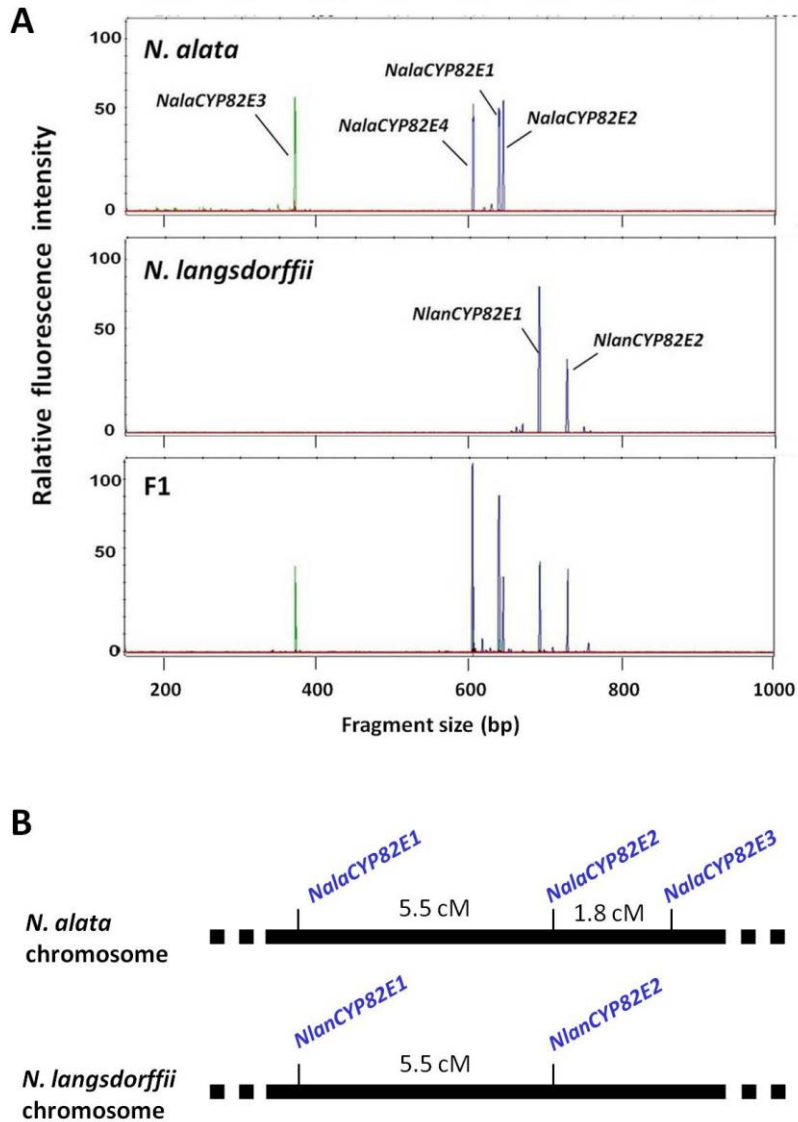 A
Ralative fluorescence intensity
100
50
0
N. alata
NalaCYP82E3
NalaCYP82E4
NalaCYP82E1
NalaCYP82E2
100
50
0
N. langsdorffii
NlanCYP82E1
NlanCYP82E2
100
50
0
F1
200 400 600 800 1000
Fragment size (bp)
B
NalaCYP82E1 NalaCYP82E2 NalaCYP82E3
5.5 cM 1.8 cM
N. alata
chromosome
NlanCYP82E1 NlanCYP82E2
5.5 cM
N. langsdorffii
chromosome